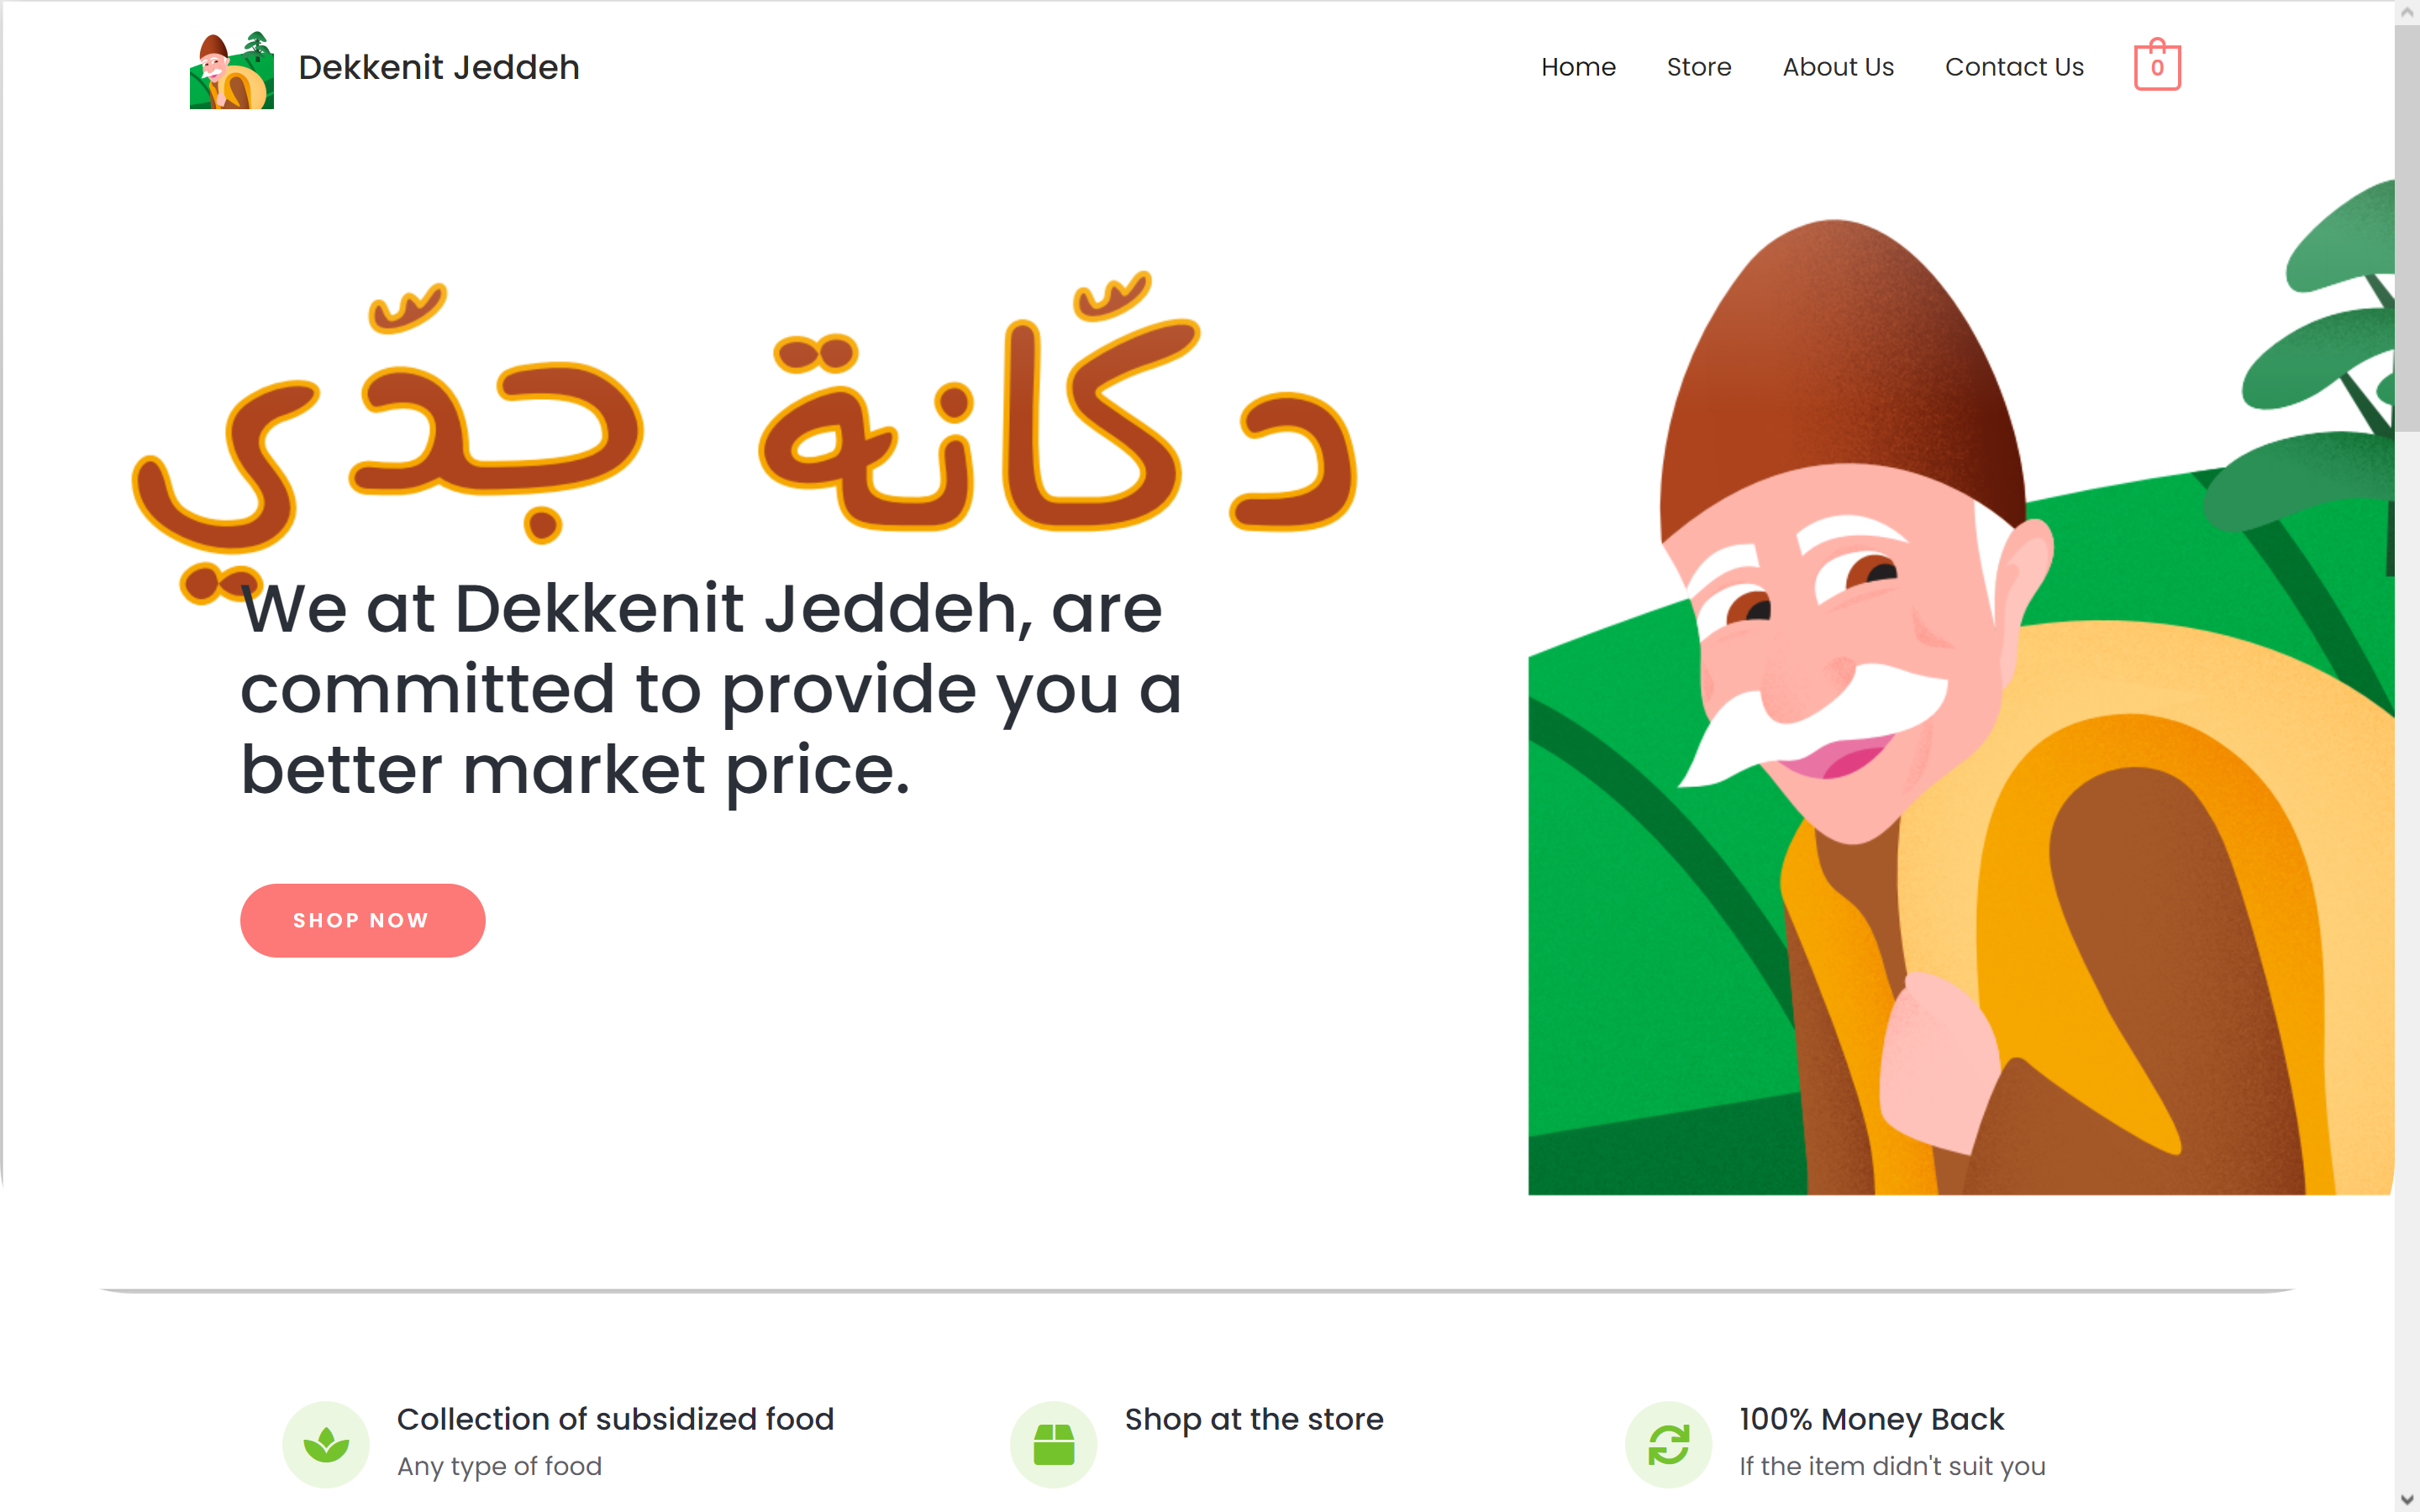 Dekkenit Jeddeh
Home Store About Us Contact Us 0
دكّانة جدّي
We at Dekkenit Jeddeh, are
committed to provide you a
better market price.
SHOP NOW
Collection of subsidized food
Any type of food
Shop at the store
100% Money Back
If the item didn't suit you